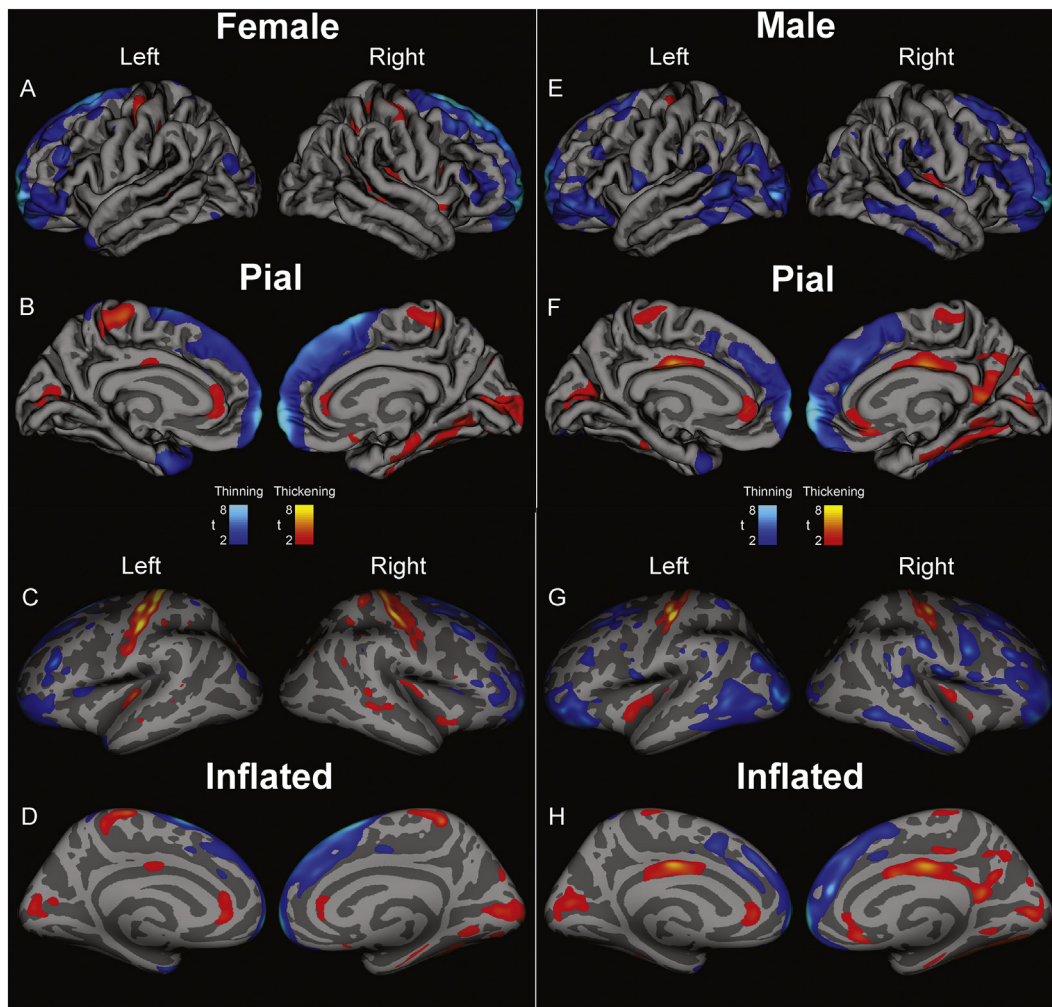 Female
Male
Left
Right
Left
Right
A
E
Pial
Pial
B
F
Thinning
Thickening
8
8
t
t
2
2
Thinning
Thickening
8
8
t
t
2
2
Left
Right
Left
Right
C
G
Inflated
Inflated
D
H